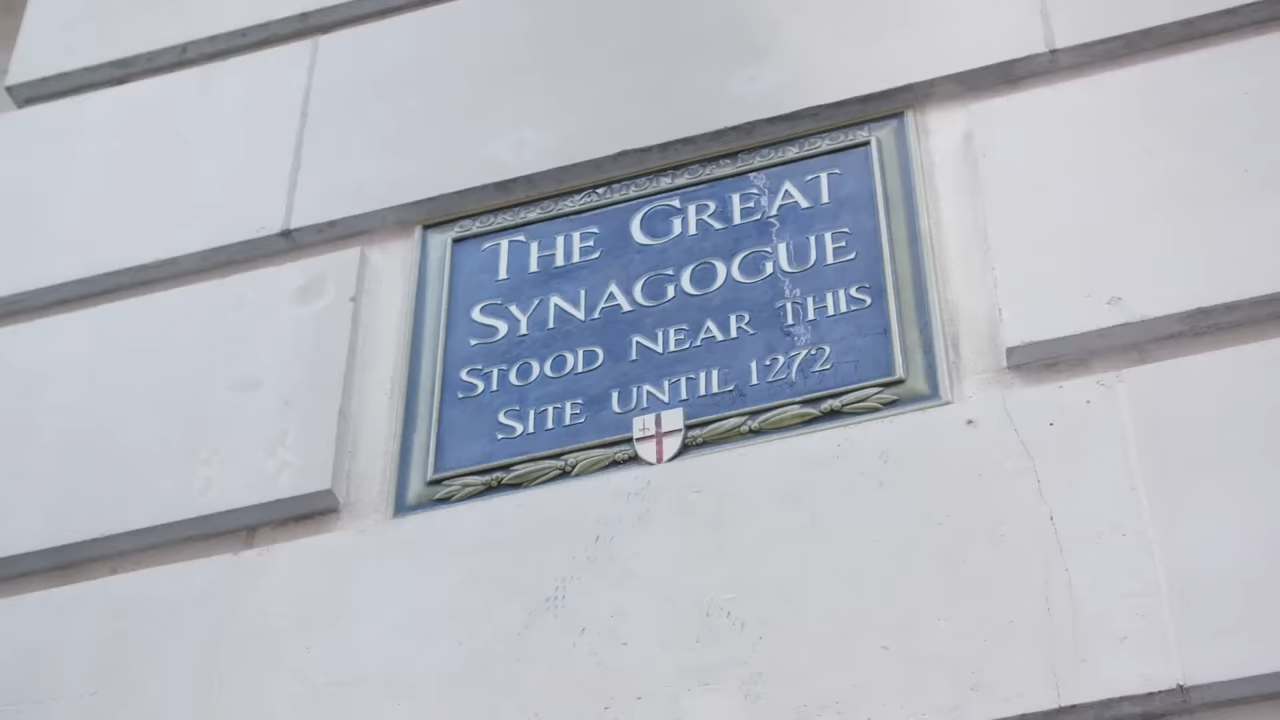 CORPORATION OF LONDON
THE GREAT
SYNAGOGUE
STOOD NEAR THIS
SITE UNTIL 1272